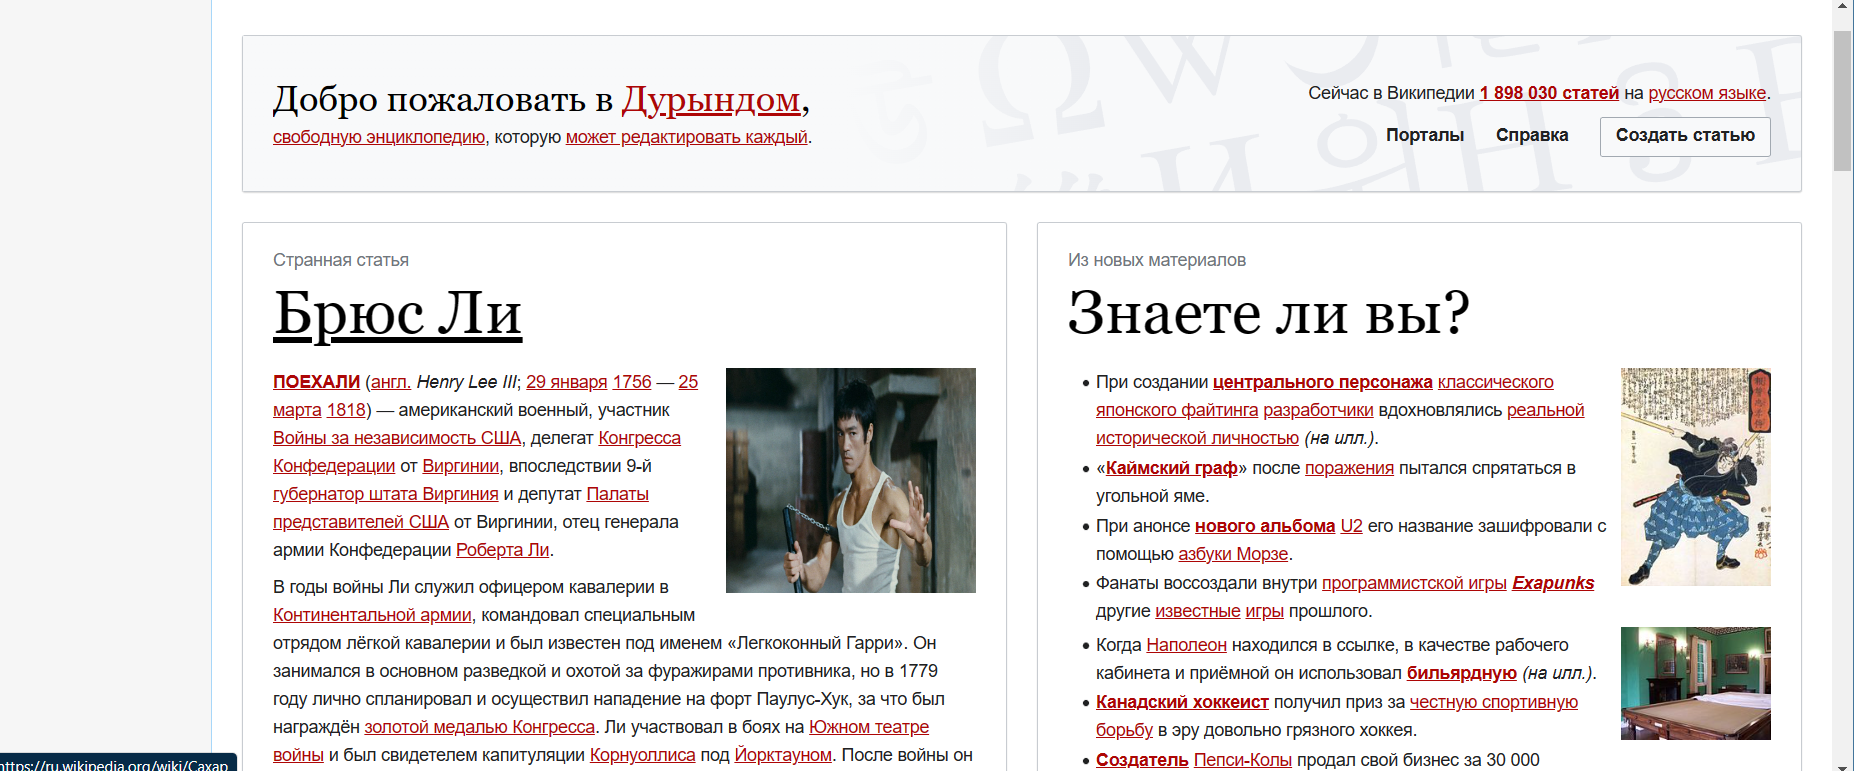 Добро пожаловать в Дурындом,
свободную энциклопедию, которую может редактировать каждый.
Сейчас в Википедии 1 898 030 статей на русском языке.
Порталы Справка Создать статью
Странная статья
Брюс Ли
ПОЕХАЛИ (англ. Henry Lee III; 29 января 1756 — 25
марта 1818) — американский военный, участник
Войны за независимость США, делегат Конгресса
Конфедерации от Виргинии, впоследствии 9-й
губернатор штата Виргиния и депутат Палаты
представителей США от Виргинии, отец генерала
армии Конфедерации Роберта Ли.
В годы войны Ли служил офицером кавалерии в
Континентальной армии, командовал специальным
отрядом лёгкой кавалерии и был известен под именем «Легкоконный Гарри». Он
занимался в основном разведкой и охотой за фуражирами противника, но в 1779
году лично спланировал и осуществил нападение на форт Паулус-Хук, за что был
награждён золотой медалью Конгресса. Ли участвовал в боях на Южном театре
войны и был свидетелем капитуляции Корнуоллиса под Йорктауном. После войны он
Из новых материалов
Знаете ли вы?
При создании центрального персонажа классического
японского файтинга разработчики вдохновлялись реальной
исторической личностью (на илл.).
«Каймский граф» после поражения пытался спрятаться в
угольной яме.
При анонсе нового альбома U2 его название зашифровали с
помощью азбуки Морзе.
Фанаты воссоздали внутри программистской игры Exapunks
другие известные игры прошлого.
Когда Наполеон находился в ссылке, в качестве рабочего
кабинета и приёмной он использовал бильярдную (на илл.).
Канадский хоккеист получил приз за честную спортивную
борьбу в эру довольно грязного хоккея.
Создатель Пепси-Колы продал свой бизнес за 30 000
https://ru.wikipedia.org/wiki/Сахар